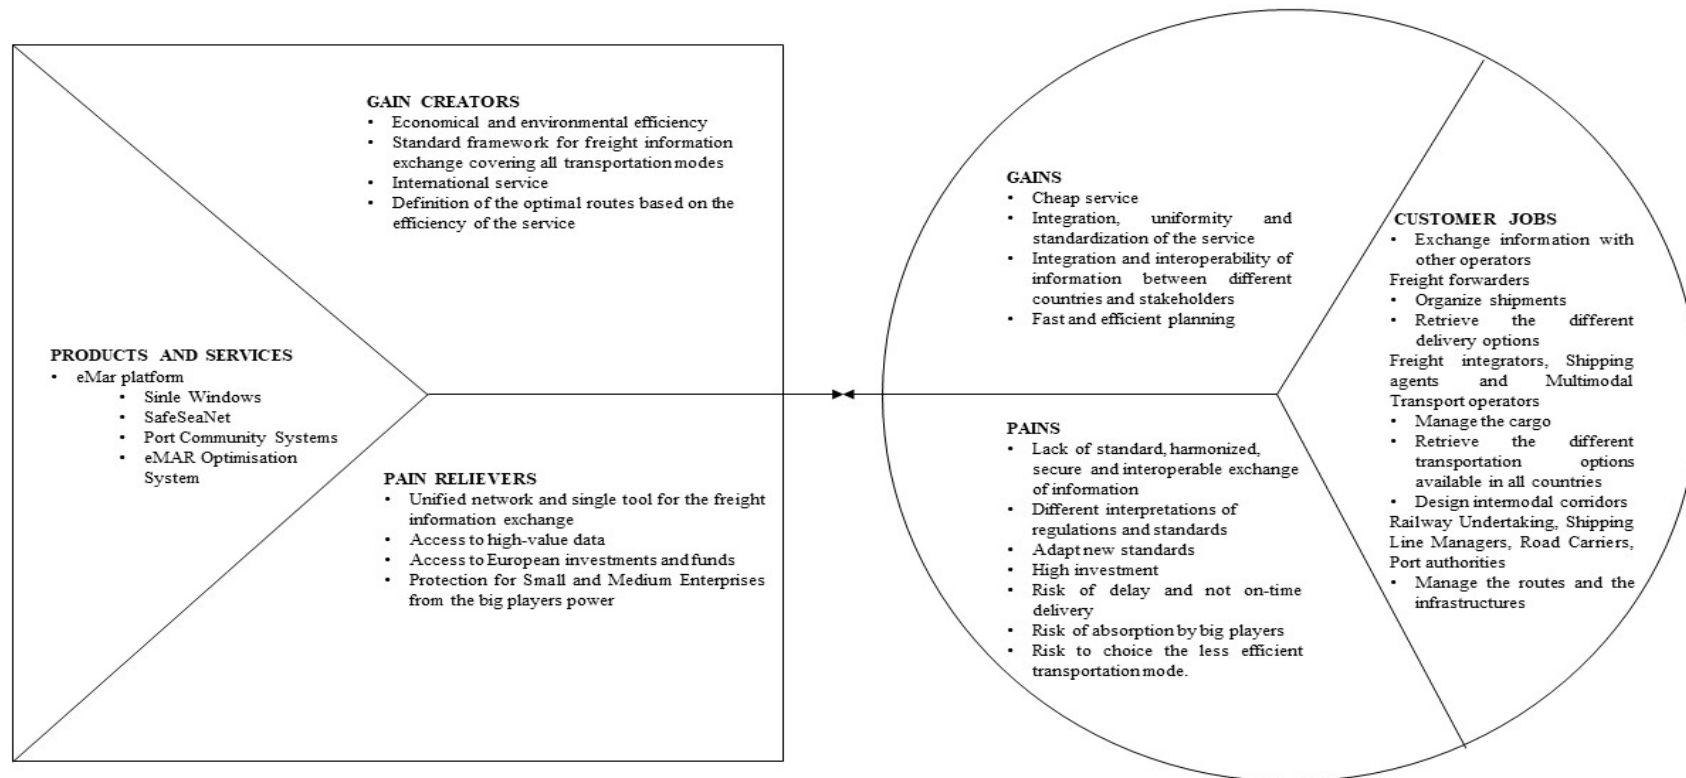 GAIN CREATORS
• Economical and environmental efficiency
• Standard framework for freight information
exchange covering all transportation modes
• International service
• Definition of the optimal routes based on the
efficiency of the service
PRODUCTS AND SERVICES
• eMar platform
• Sinle Windows
• SafeSeaNet
• Port Community Systems
• eMAR Optimisation
System
PAIN RELIEVERS
• Unified network and single tool for the freight
information exchange
• Access to high-value data
• Access to European investments and funds
• Protection for Small and Medium Enterprises
from the big players power
GAINS
• Cheap service
• Integration, uniformity and
standardization of the service
• Integration and interoperability of
information between different
countries and stakeholders
• Fast and efficient planning
PAINS
• Lack of standard, harmonized,
secure and interoperable exchange
of information
• Different interpretations of
regulations and standards
• Adapt new standards
• High investment
• Risk of delay and not on-time
delivery
• Risk of absorption by big players
• Risk to choice the less efficient
transportation mode.
CUSTOMER JOBS
• Exchange information with
other operators
Freight forwarders
• Organize shipments
• Retrieve the different
delivery options
Freight integrators, Shipping
agents and Multimodal
Transport operators
• Manage the cargo
• Retrieve the different
transportation options
available in all countries
• Design intermodal corridors
Railway Undertaking, Shipping
Line Managers, Road Carriers,
Port authorities
• Manage the routes and the
infrastructures